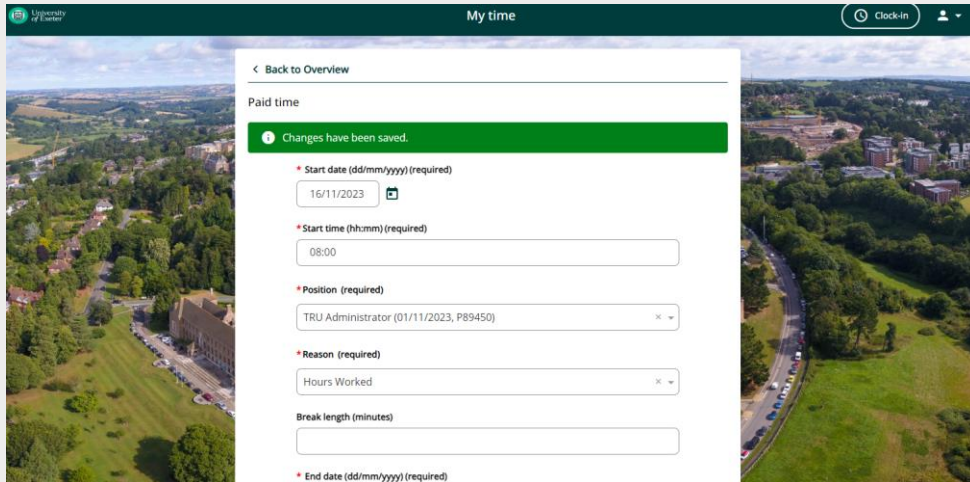 University
of Exeter
My time
Clock-in
Back to Overview
Paid time
Changes have been saved.
* Start date (dd/mm/yyyy) (required)
16/11/2023
*Start time (hh:mm) (required)
08:00
*Position (required)
TRU Administrator (01/11/2023, P89450)
*Reason (required)
Hours Worked
Break length (minutes)
* End date (dd/mm/yyyy) (required)